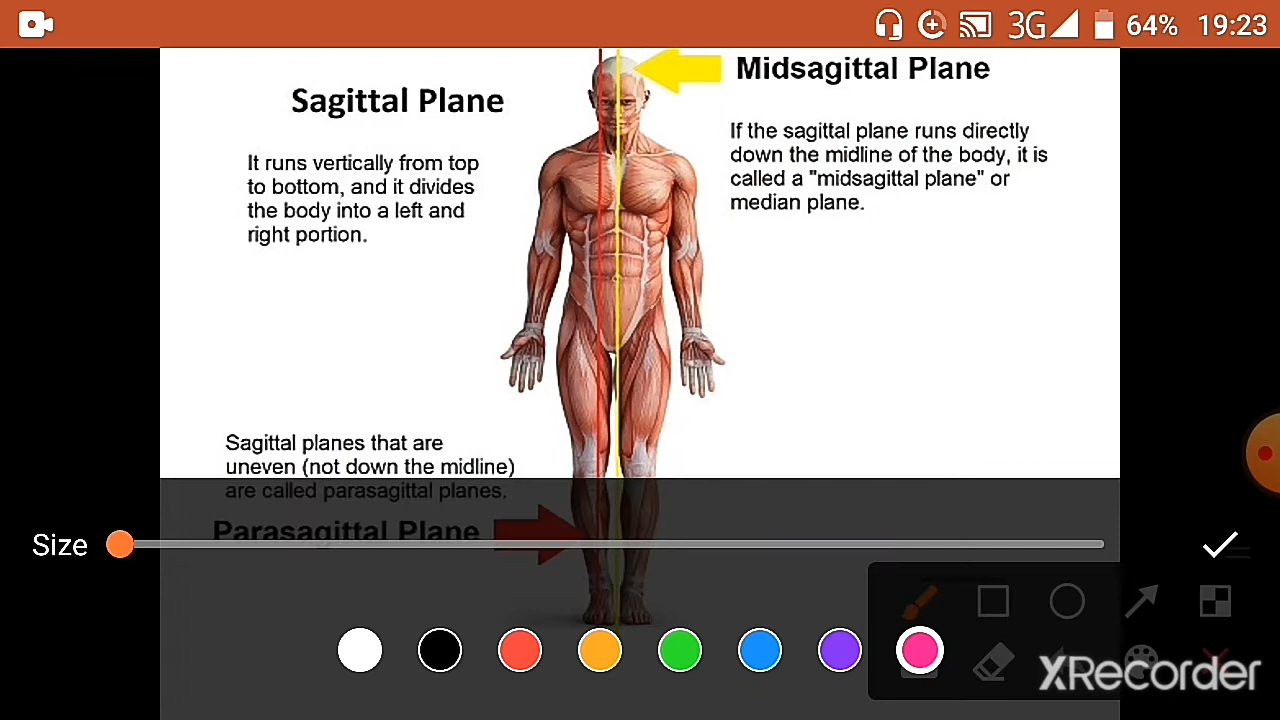 3G 64% 19:23
Sagittal Plane
It runs vertically from top
to bottom, and it divides
the body into a left and
right portion.
Midsagittal Plane
If the sagittal plane runs directly
down the midline of the body, it is
called a "midsagittal plane" or
median plane.
Sagittal planes that are
uneven (not down the midline)
are called parasagittal planes.
Parasagittal Plane
Size
XRecorder